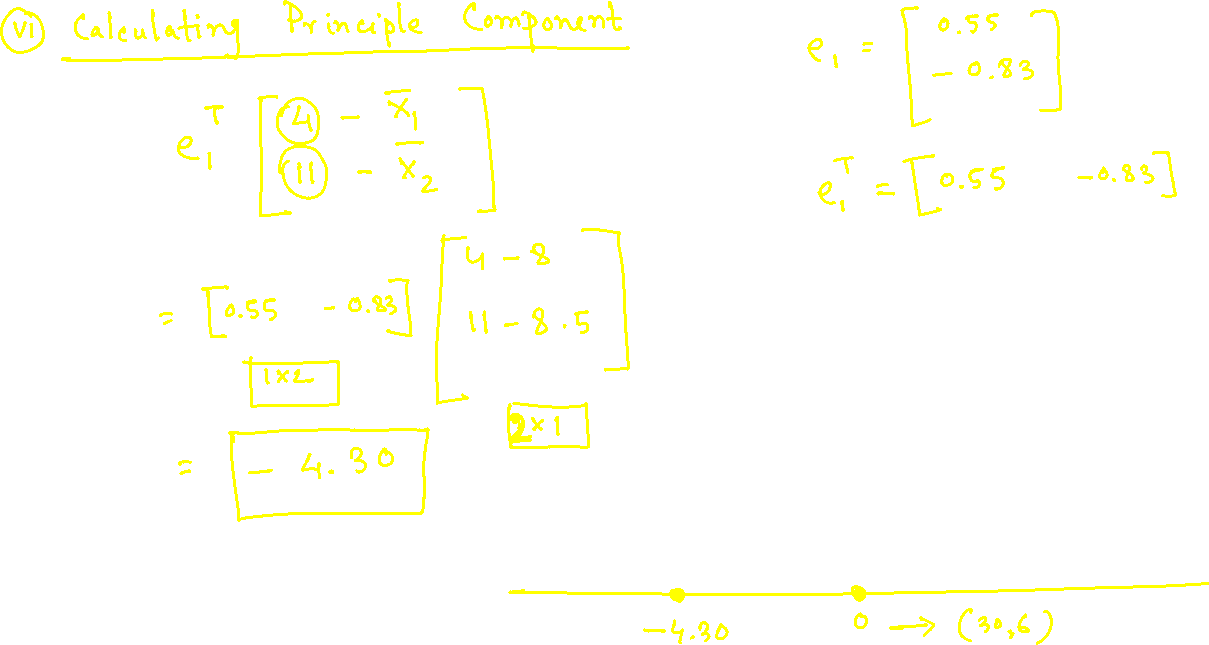 VI Calculating Principle Component
e₁ᵀ [ 4 - x̄₁
11 - x̄₂ ]
= [0.55 -0.83] [ 4 - 8
11 - 8.5 ]
1×2
2×1
= -4.30
e₁ = [ 0.55
-0.83 ]
e₁ᵀ = [0.55 -0.83]
-4.30 0 → (30,6)